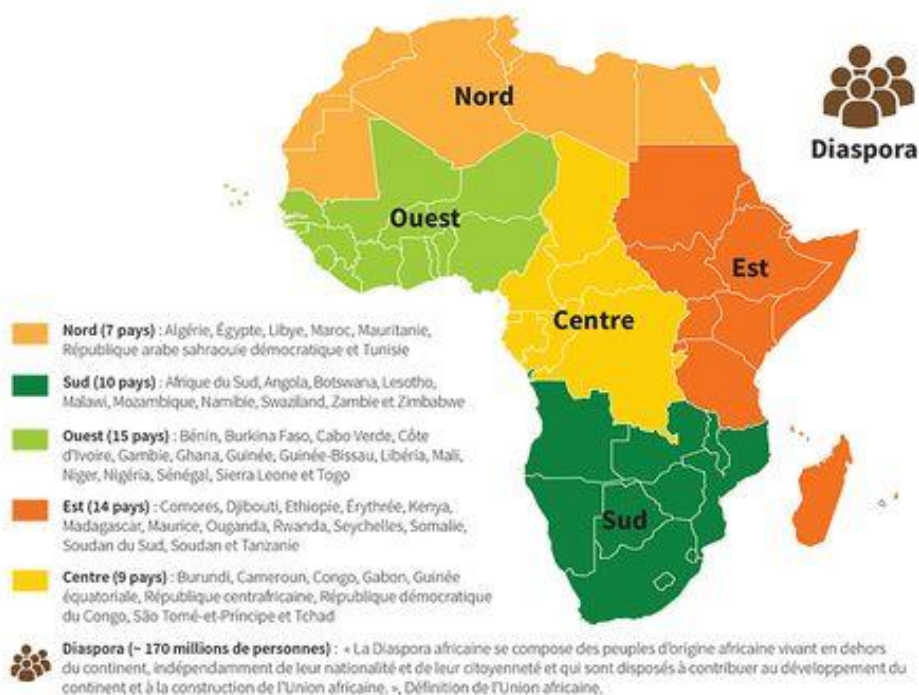 Nord
Diaspora
Ouest
Est
Centre
Sud
Nord (7 pays) : Algérie, Égypte, Libye, Maroc, Mauritanie,
République arabe sahraouie démocratique et Tunisie
Sud (10 pays) : Afrique du Sud, Angola, Botswana, Lesotho,
Malawi, Mozambique, Namibie, Swaziland, Zambie et Zimbabwe
Ouest (15 pays) : Bénin, Burkina Faso, Cabo Verde, Côte
d'Ivoire, Gambie, Ghana, Guinée, Guinée-Bissau, Libéria, Mali,
Niger, Nigéria, Sénégal, Sierra Leone et Togo
Est (14 pays) : Comores, Djibouti, Ethiopie, Érythrée, Kenya,
Madagascar, Maurice, Ouganda, Rwanda, Seychelles, Somalie,
Soudan du Sud, Soudan et Tanzanie
Centre (9 pays) : Burundi, Cameroun, Congo, Gabon, Guinée
équatoriale, République centrafricaine, République démocratique
du Congo, São Tomé-et-Príncipe et Tchad
Diaspora (~ 170 millions de personnes) : « La Diaspora africaine se compose des peuples d'origine africaine vivant en dehors
du continent, indépendamment de leur nationalité et de leur citoyenneté et qui sont disposés à contribuer au développement du
continent et à la construction de l'Union africaine. », Définition de l'Union africaine.